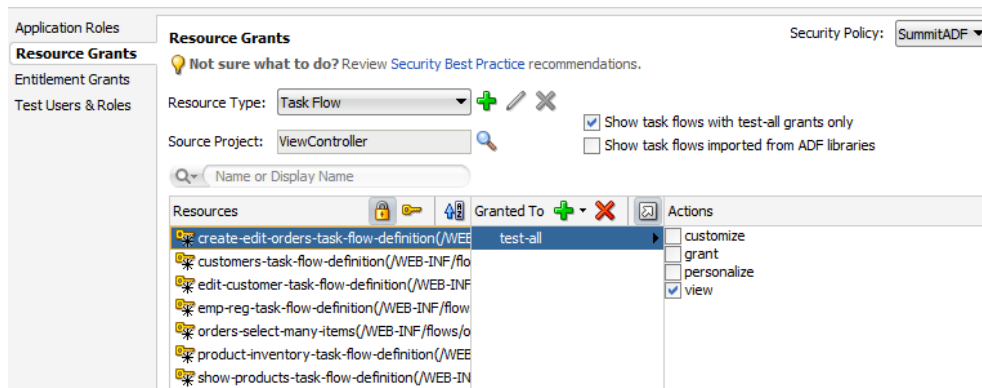 Application Roles
Resource Grants
Entitlement Grants
Test Users & Roles
Resource Grants
Security Policy: SummitADF
Not sure what to do? Review Security Best Practice recommendations.
Resource Type: Task Flow
Show task flows with test-all grants only
Source Project: ViewController
Show task flows imported from ADF libraries
Name or Display Name
Resources Granted To Actions
create-edit-orders-task-flow-definition(/WEB test-all customize
customers-task-flow-definition(/WEB-INF/flo grant
edit-customer-task-flow-definition(/WEB-INF personalize
emp-reg-task-flow-definition(/WEB-INF/flow view
orders-select-many-items(/WEB-INF/flows/o
product-inventory-task-flow-definition(/WEB
show-products-task-flow-definition(/WEB-IN